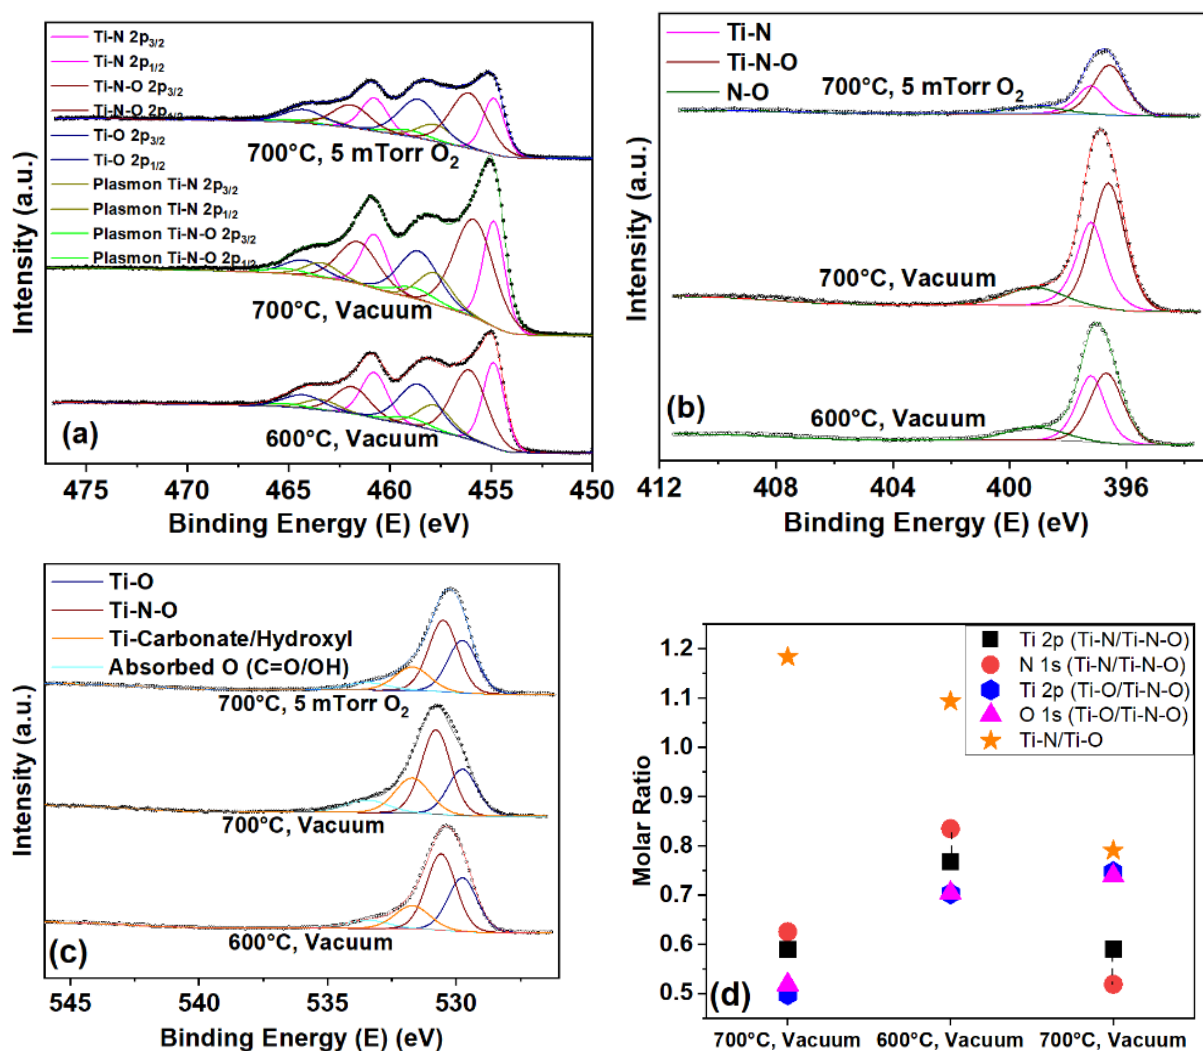 Ti-N 2p3/2
Ti-N 2p1/2
Ti-N-O 2p3/2
Ti-N-O 2p1/2
Ti-O 2p3/2
Ti-O 2p1/2
Plasmon Ti-N 2p3/2
Plasmon Ti-N 2p1/2
Plasmon Ti-N-O 2p3/2
Plasmon Ti-N-O 2p1/2
700°C, 5 mTorr O2
700°C, Vacuum
600°C, Vacuum
(a)
Intensity (a.u.)
475 470 465 460 455 450
Binding Energy (E) (eV)
Ti-N
Ti-N-O
N-O
700°C, 5 mTorr O2
700°C, Vacuum
600°C, Vacuum
(b)
Intensity (a.u.)
412 408 404 400 396
Binding Energy (E) (eV)
Ti-O
Ti-N-O
Ti-Carbonate/Hydroxyl
Absorbed O (C=O/OH)
700°C, 5 mTorr O2
700°C, Vacuum
600°C, Vacuum
(c)
Intensity (a.u.)
545 540 535 530
Binding Energy (E) (eV)
Ti 2p (Ti-N/Ti-N-O)
N 1s (Ti-N/Ti-N-O)
Ti 2p (Ti-O/Ti-N-O)
O 1s (Ti-O/Ti-N-O)
Ti-N/Ti-O
1.2
1.1
1.0
0.9
0.8
0.7
0.6
0.5
Molar Ratio
(d)
700°C, Vacuum 600°C, Vacuum 700°C, Vacuum